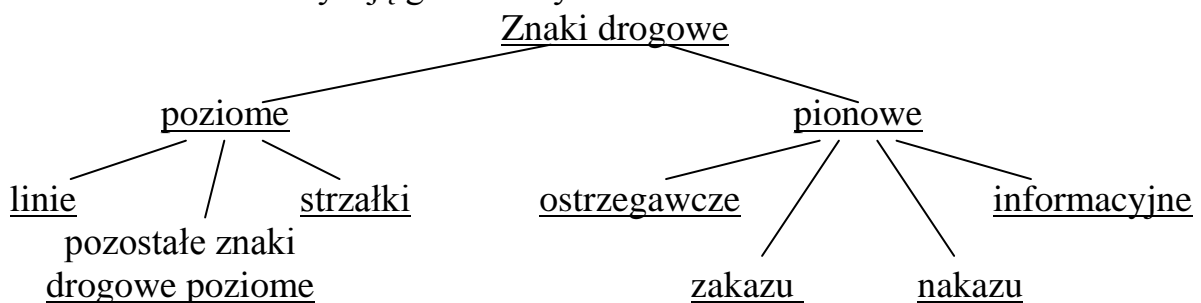 Znaki drogowe
poziome
pionowe
linie
strzałki
ostrzegawcze
informacyjne
pozostałe znaki
drogowe poziome
zakazu
nakazu